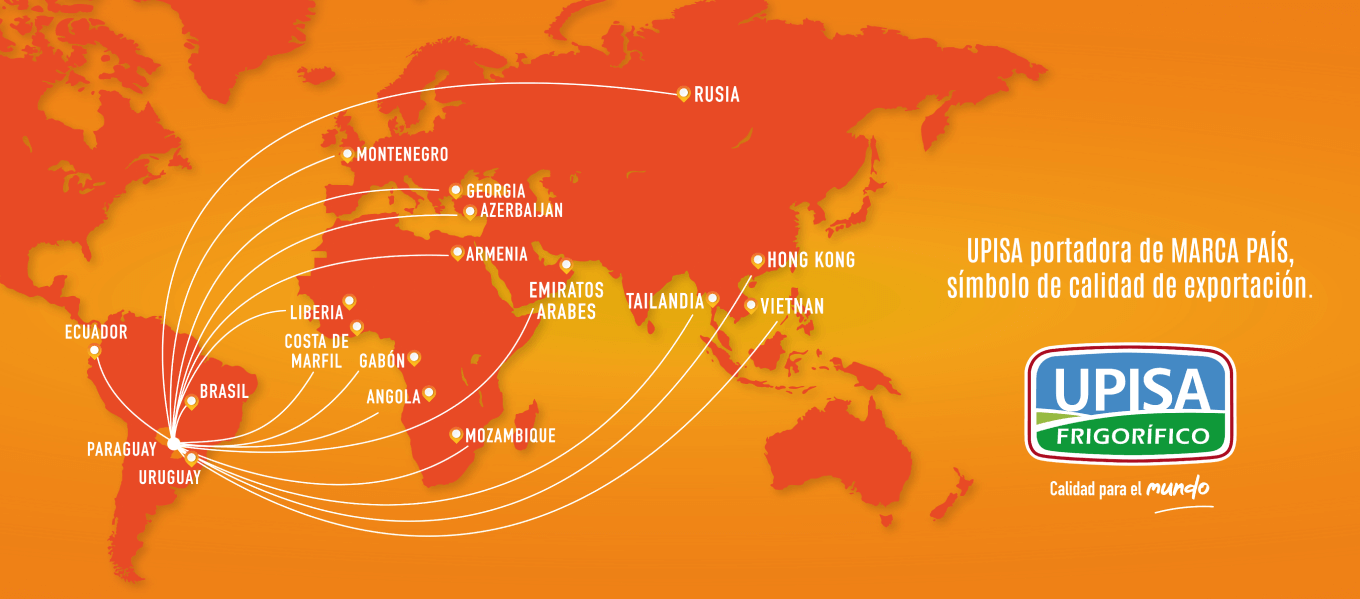 RUSIA
MONTENEGRO
GEORGIA
AZERBAIJAN
ARMENIA
HONG KONG
EMIRATOS
ARABES
TAILANDIA
VIETNAN
LIBERIA
COSTA DE
MARFIL
GABÓN
ANGOLA
MOZAMBIQUE
ECUADOR
BRASIL
PARAGUAY
URUGUAY
UPISA portadora de MARCA PAÍS,
símbolo de calidad de exportación.
UPISA
FRIGORÍFICO
Calidad para el mundo